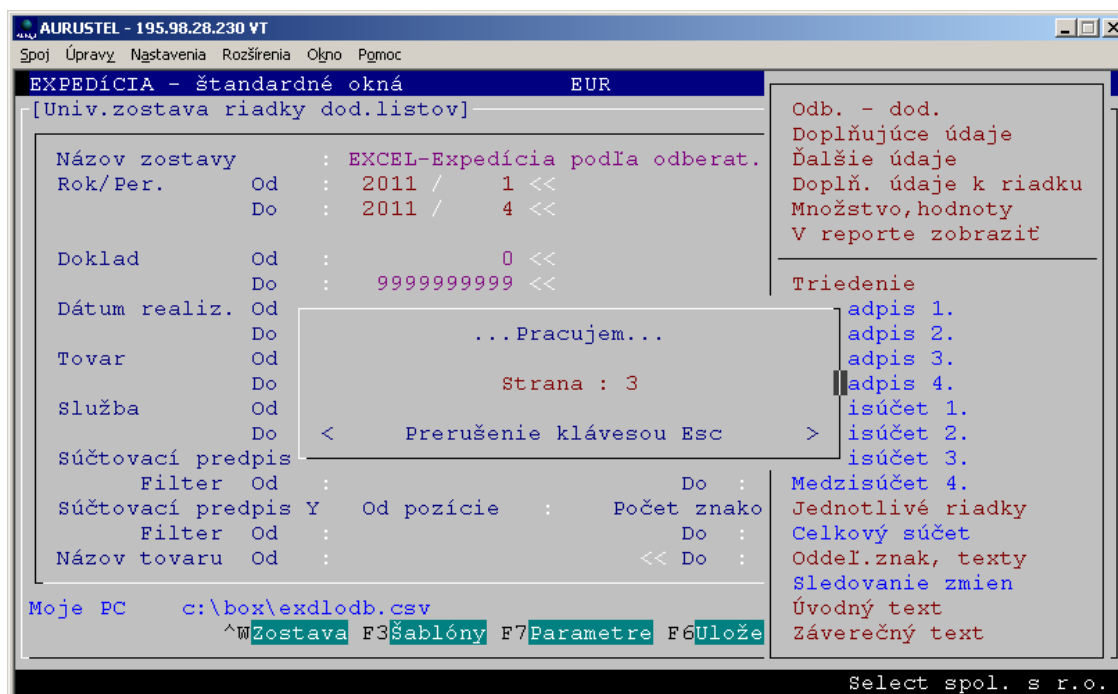 AURUSTEL - 195.98.28.230 VT
Spoj Úpravy Nastavenia Rozšírenia Okno Pomoc
EXPEDíCIA - štandardné okná EUR
[Univ.zostava riadky dod.listov]
Názov zostavy : EXCEL-Expedícia podľa odberat.
Rok/Per. Od : 2011 / 1 <<
Do : 2011 / 4 <<
Doklad Od : 0 <<
Do : 9999999999 <<
Dátum realiz. Od
Do
Tovar Od
Do
Služba Od
Do
Súčtovací predpis
Filter Od : Do :
Súčtovací predpis Y Od pozície : Počet znako
Filter Od : Do :
Názov tovaru Od : << Do :
...Pracujem...
Strana : 3
< Prerušenie klávesou Esc >
Odb. - dod.
Doplňujúce údaje
Ďalšie údaje
Doplň. údaje k riadku
Množstvo,hodnoty
V reporte zobraziť
Triedenie
adpis 1.
adpis 2.
adpis 3.
adpis 4.
isúčet 1.
isúčet 2.
isúčet 3.
Medzisúčet 4.
Jednotlivé riadky
Celkový súčet
Oddeľ.znak, texty
Sledovanie zmien
Úvodný text
Záverečný text
Moje PC c:\box\exdlodb.csv
^WZostava F3Šablóny F7Parametre F6Ulože
Select spol. s r.o.